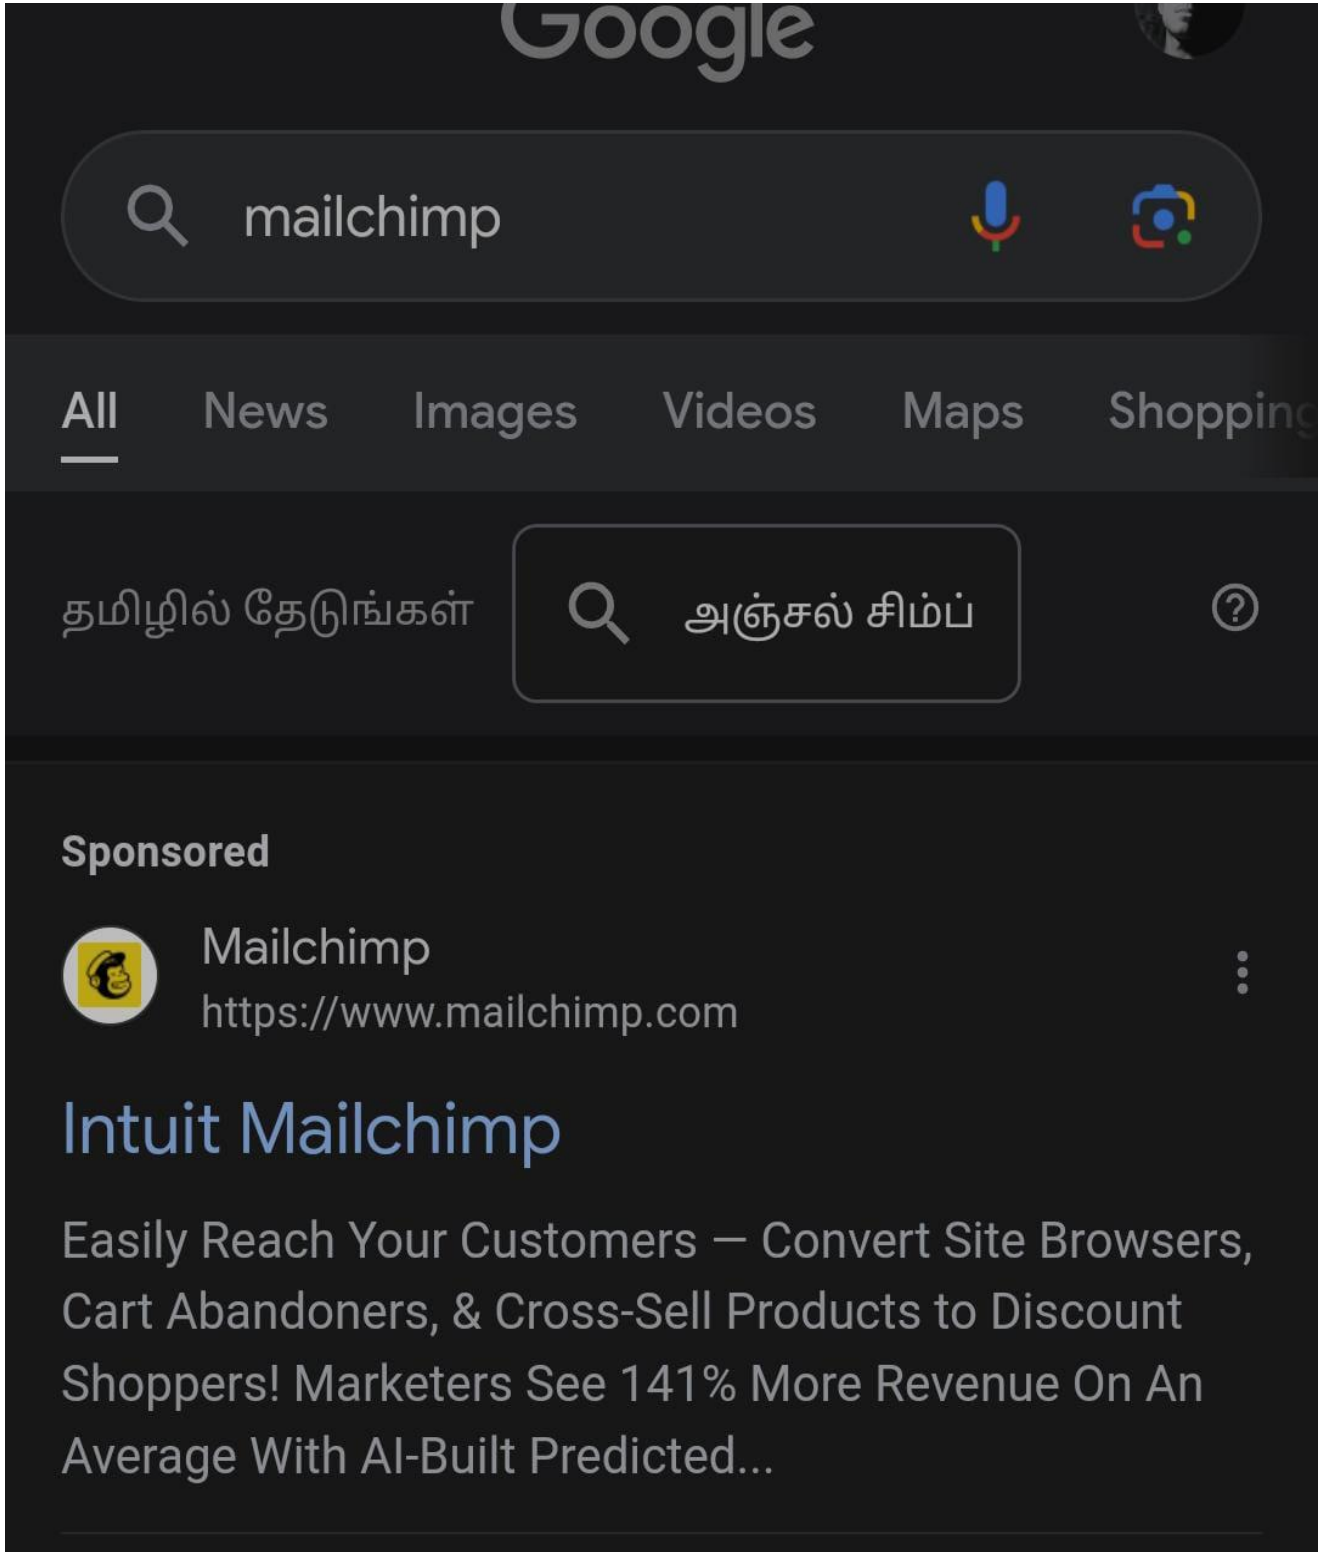 Google
mailchimp
All News Images Videos Maps Shopping
தமிழில் தேடுங்கள் அஞ்சல் சிம்ப்
Sponsored
Mailchimp
https://www.mailchimp.com
Intuit Mailchimp
Easily Reach Your Customers — Convert Site Browsers,
Cart Abandoners, & Cross-Sell Products to Discount
Shoppers! Marketers See 141% More Revenue On An
Average With AI-Built Predicted...